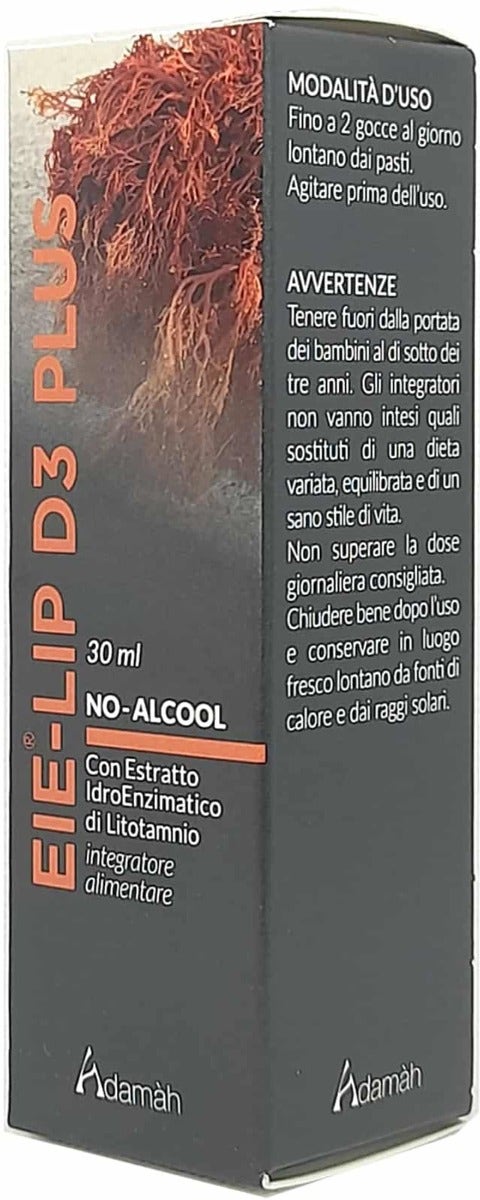 EIE®-LIP D3 PLUS
30 ml
NO-ALCOOL
Con Estratto
IdroEnzimatico
di Litotamnio
integratore
alimentare
Adamàh
MODALITÀ D'USO
Fino a 2 gocce al giorno
lontano dai pasti.
Agitare prima dell'uso.
AVVERTENZE
Tenere fuori dalla portata
dei bambini al di sotto dei
tre anni. Gli integratori
non vanno intesi quali
sostituti di una dieta
variata, equilibrata e di un
sano stile di vita.
Non superare la dose
giornaliera consigliata.
Chiudere bene dopo l'uso
e conservare in luogo
fresco lontano da fonti di
calore e dai raggi solari.
Adamàh